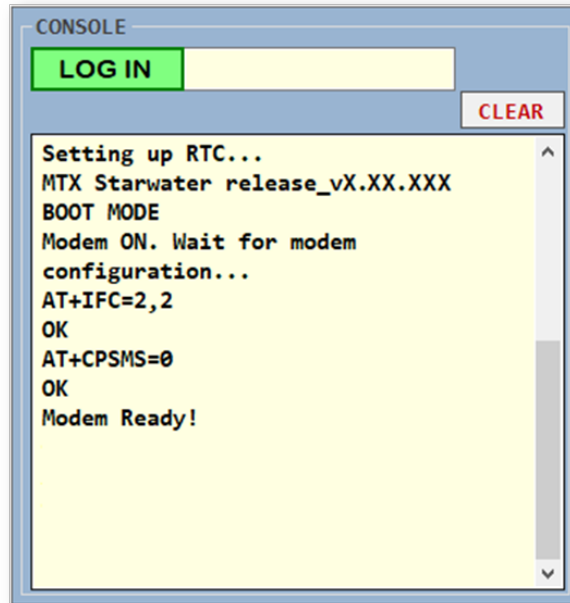 CONSOLE
LOG IN
CLEAR
Setting up RTC...
MTX Starwater release_vX.XX.XXX
BOOT MODE
Modem ON. Wait for modem
configuration...
AT+IFC=2,2
OK
AT+CPSMS=0
OK
Modem Ready!